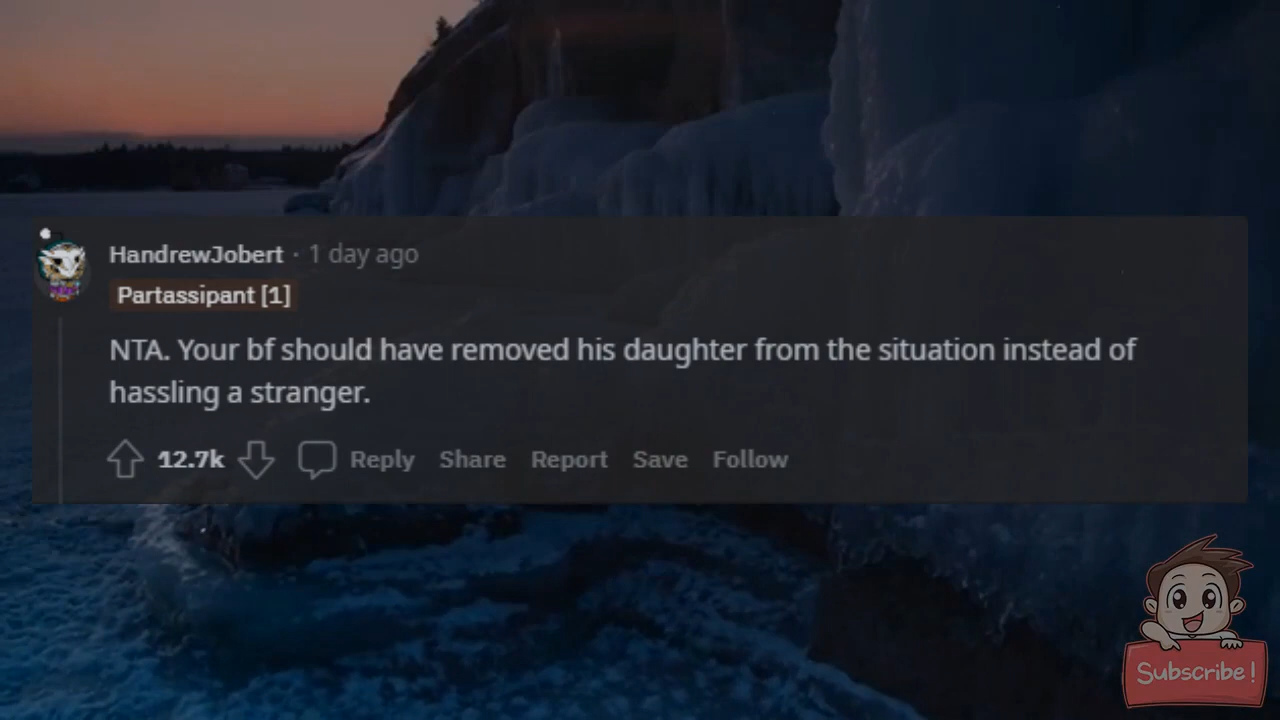 HandrewJobert · 1 day ago
Partassipant [1]
NTA. Your bf should have removed his daughter from the situation instead of
hassling a stranger.
12.7k Reply Share Report Save Follow
Subscribe!